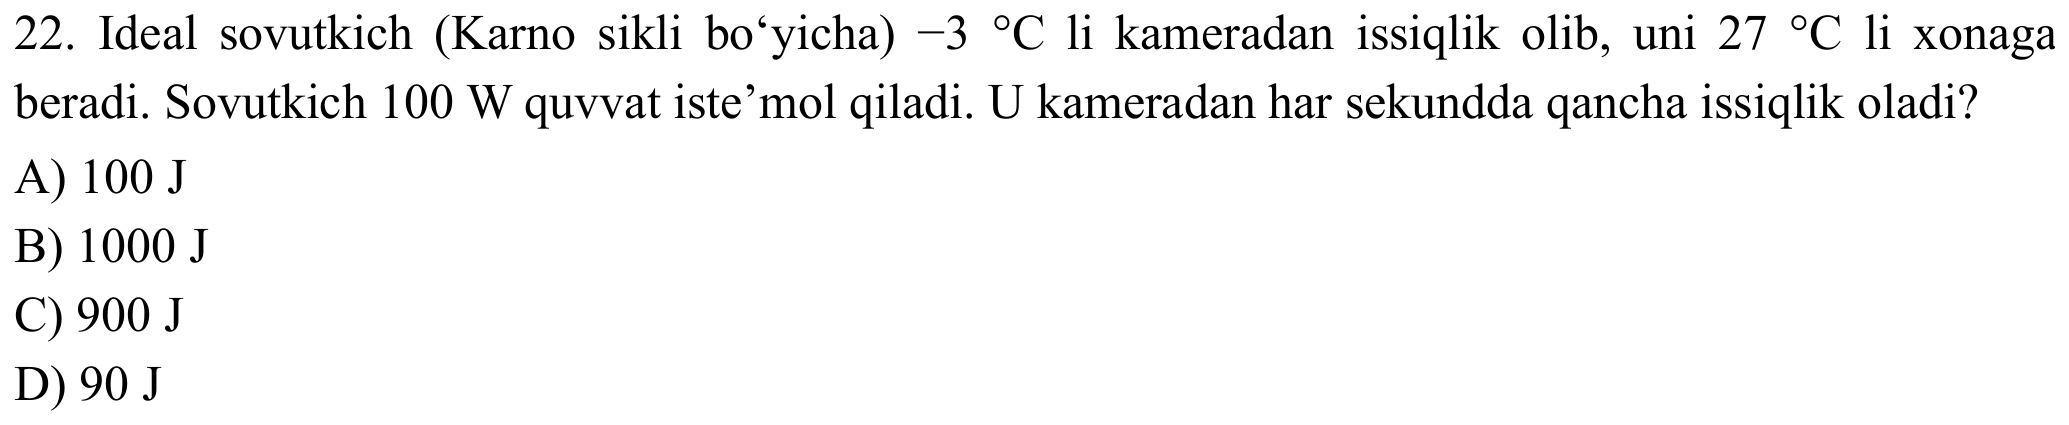 22. Ideal sovutkich (Karno sikli bo‘yicha) −3 °C li kameradan issiqlik olib, uni 27 °C li xonaga
beradi. Sovutkich 100 W quvvat iste’mol qiladi. U kameradan har sekundda qancha issiqlik oladi?
A) 100 J
B) 1000 J
C) 900 J
D) 90 J